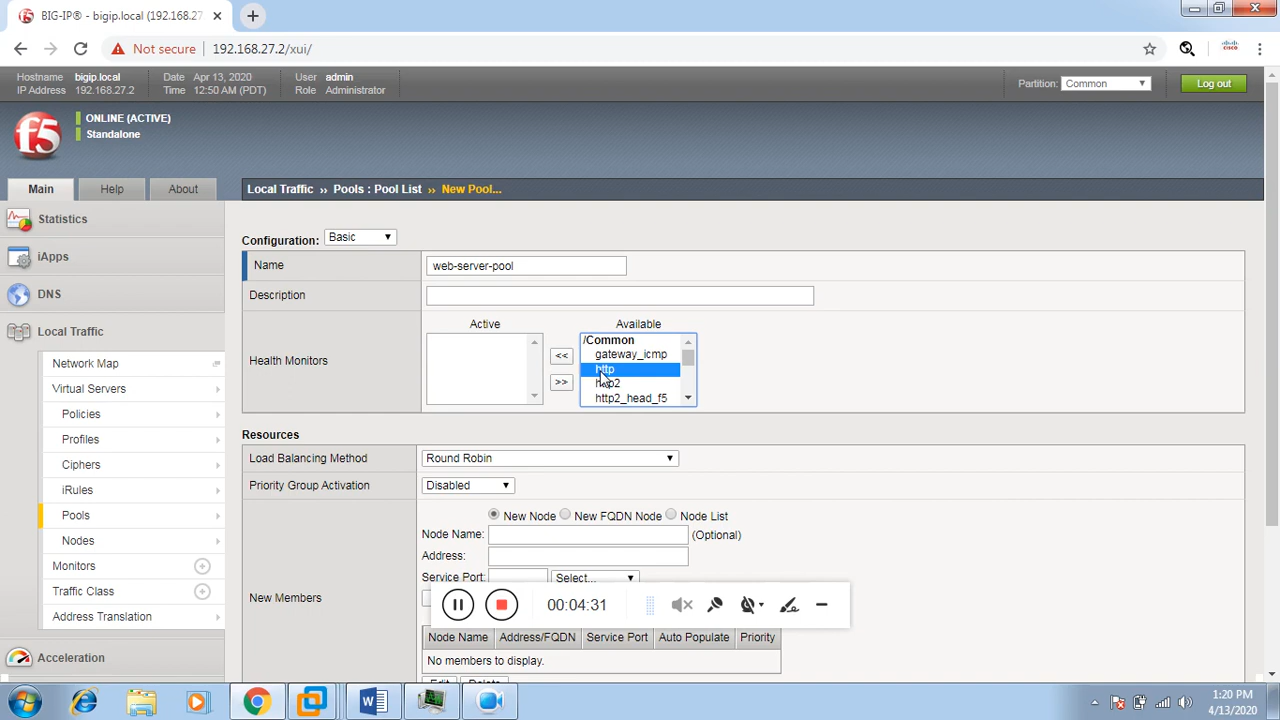 BIG-IP® - bigip.local (192.168.27
Not secure 192.168.27.2/xui/
Hostname bigip.local Date Apr 13, 2020 User admin
IP Address 192.168.27.2 Time 12:50 AM (PDT) Role Administrator
Partition: Common Log out
f5
ONLINE (ACTIVE)
Standalone
Main Help About
Local Traffic ›› Pools : Pool List ›› New Pool...
Statistics
iApps
DNS
Local Traffic
Network Map
Virtual Servers
Policies
Profiles
Ciphers
iRules
Pools
Nodes
Monitors
Traffic Class
Address Translation
Acceleration
Configuration: Basic
Name web-server-pool
Description
Health Monitors
Active Available
<< >>
/Common
gateway_icmp
http
http2
http2_head_f5
Resources
Load Balancing Method Round Robin
Priority Group Activation Disabled
New Members
New Node New FQDN Node Node List
Node Name: (Optional)
Address:
Service Port: Select...
00:04:31
Node Name Address/FQDN Service Port Auto Populate Priority
No members to display.
Edit Delete
1:20 PM
4/13/2020